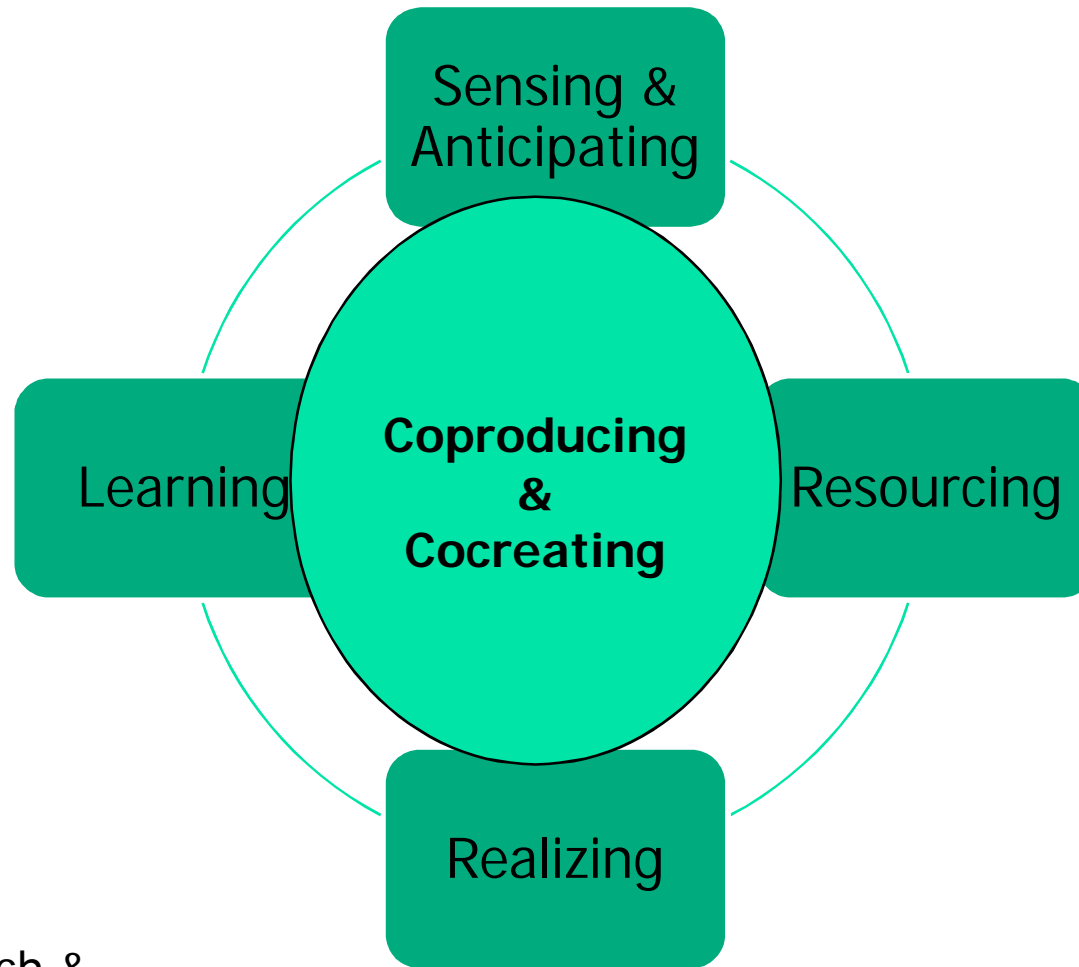 Sensing &
Anticipating
Learning
Coproducing
&
Cocreating
Resourcing
Realizing
&